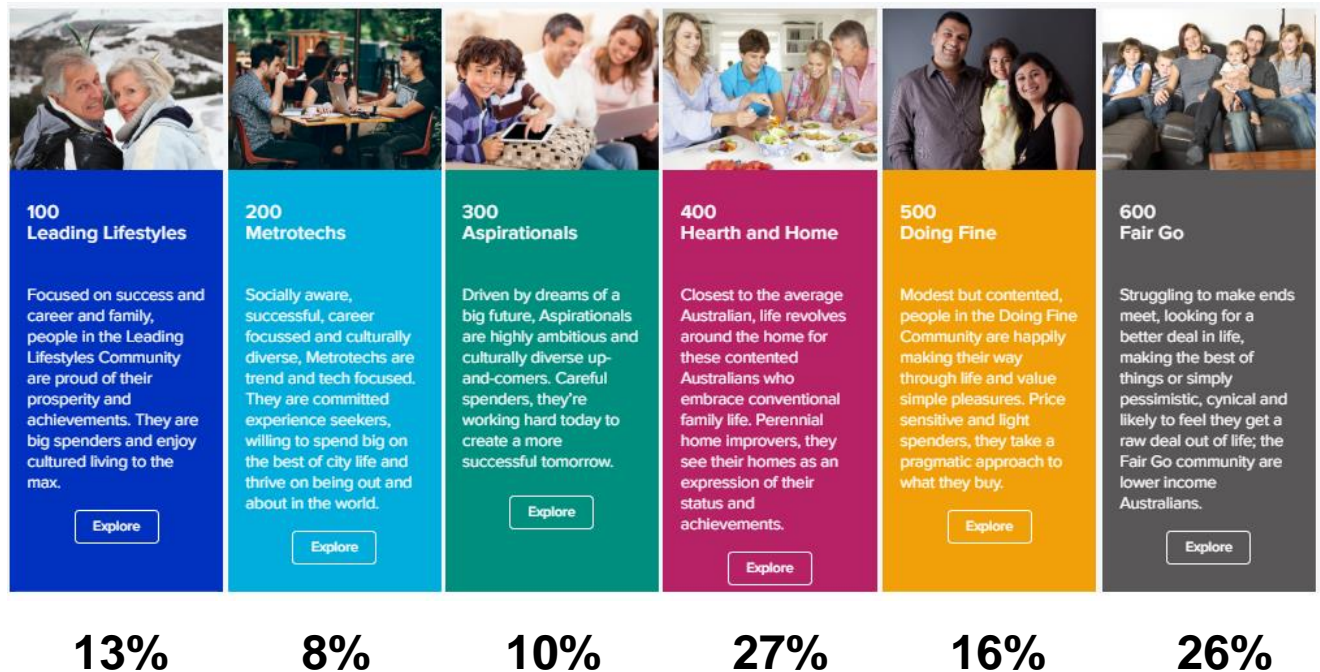 100
Leading Lifestyles
Focused on success and
career and family,
people in the Leading
Lifestyles Community
are proud of their
prosperity and
achievements. They are
big spenders and enjoy
cultured living to the
max.
Explore
200
Metrotechs
Socially aware,
successful, career
focussed and culturally
diverse, Metrotechs are
trend and tech focused.
They are committed
experience seekers,
willing to spend big on
the best of city life and
thrive on being out and
about in the world.
Explore
300
Aspirationals
Driven by dreams of a
big future, Aspirationals
are highly ambitious and
culturally diverse up-
and-comers. Careful
spenders, they're
working hard today to
create a more
successful tomorrow.
Explore
400
Hearth and Home
Closest to the average
Australian, life revolves
around the home for
these contented
Australians who
embrace conventional
family life. Perennial
home improvers, they
see their homes as an
expression of their
status and
achievements.
Explore
500
Doing Fine
Modest but contented,
people in the Doing Fine
Community are happily
making their way
through life and value
simple pleasures. Price
sensitive and light
spenders, they take a
pragmatic approach to
what they buy.
Explore
600
Fair Go
Struggling to make ends
meet, looking for a
better deal in life,
making the best of
things or simply
pessimistic, cynical and
likely to feel they get a
raw deal out of life; the
Fair Go community are
lower income
Australians.
Explore
13% 8% 10% 27% 16% 26%